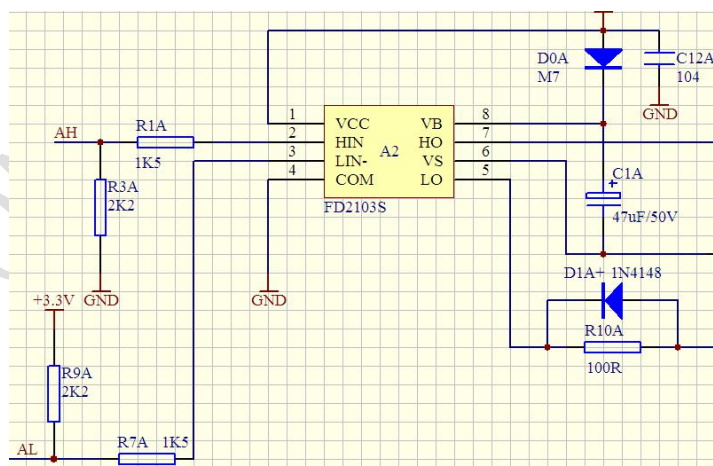 D0A
M7
C12A
104
GND
AH
R1A
1K5
R3A
2K2
GND
1
2
3
4
VCC
HIN
LIN-
COM
A2
VB
HO
VS
LO
8
7
6
5
FD2103S
GND
C1A
+
47uF/50V
D1A+ 1N4148
R10A
100R
+3.3V
R9A
2K2
AL
R7A 1K5